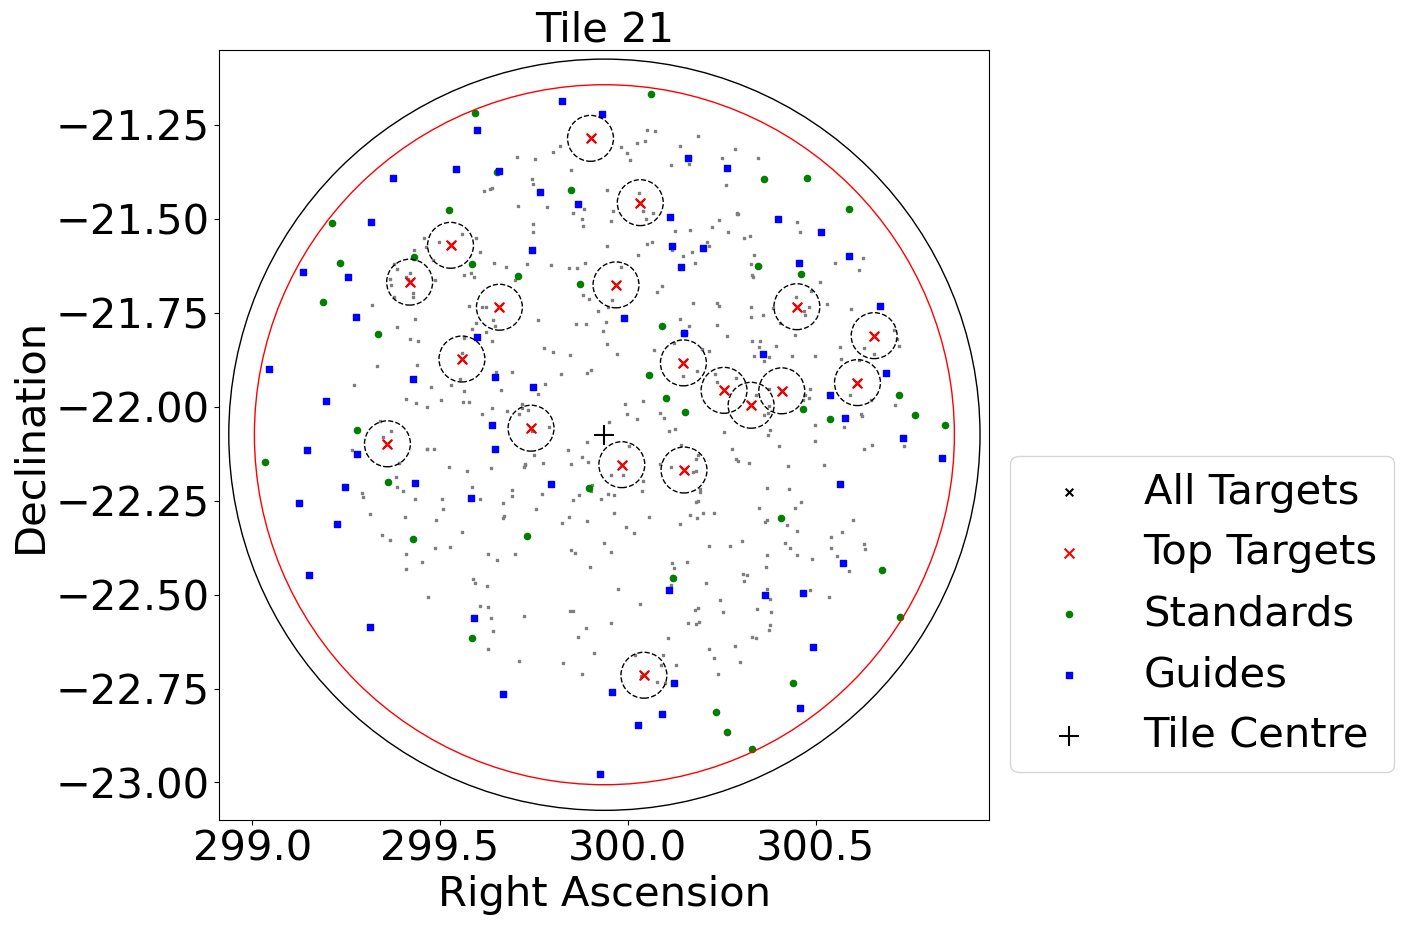 Tile 21
Declination
−21.25
−21.50
−21.75
−22.00
−22.25
−22.50
−22.75
−23.00
299.0 299.5 300.0 300.5
Right Ascension
All Targets
Top Targets
Standards
Guides
Tile Centre